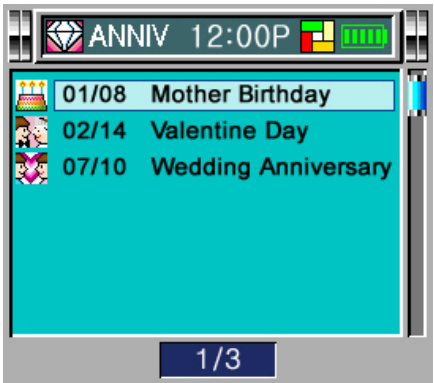 ANNIV 12:00P
01/08 Mother Birthday
02/14 Valentine Day
07/10 Wedding Anniversary
1/3